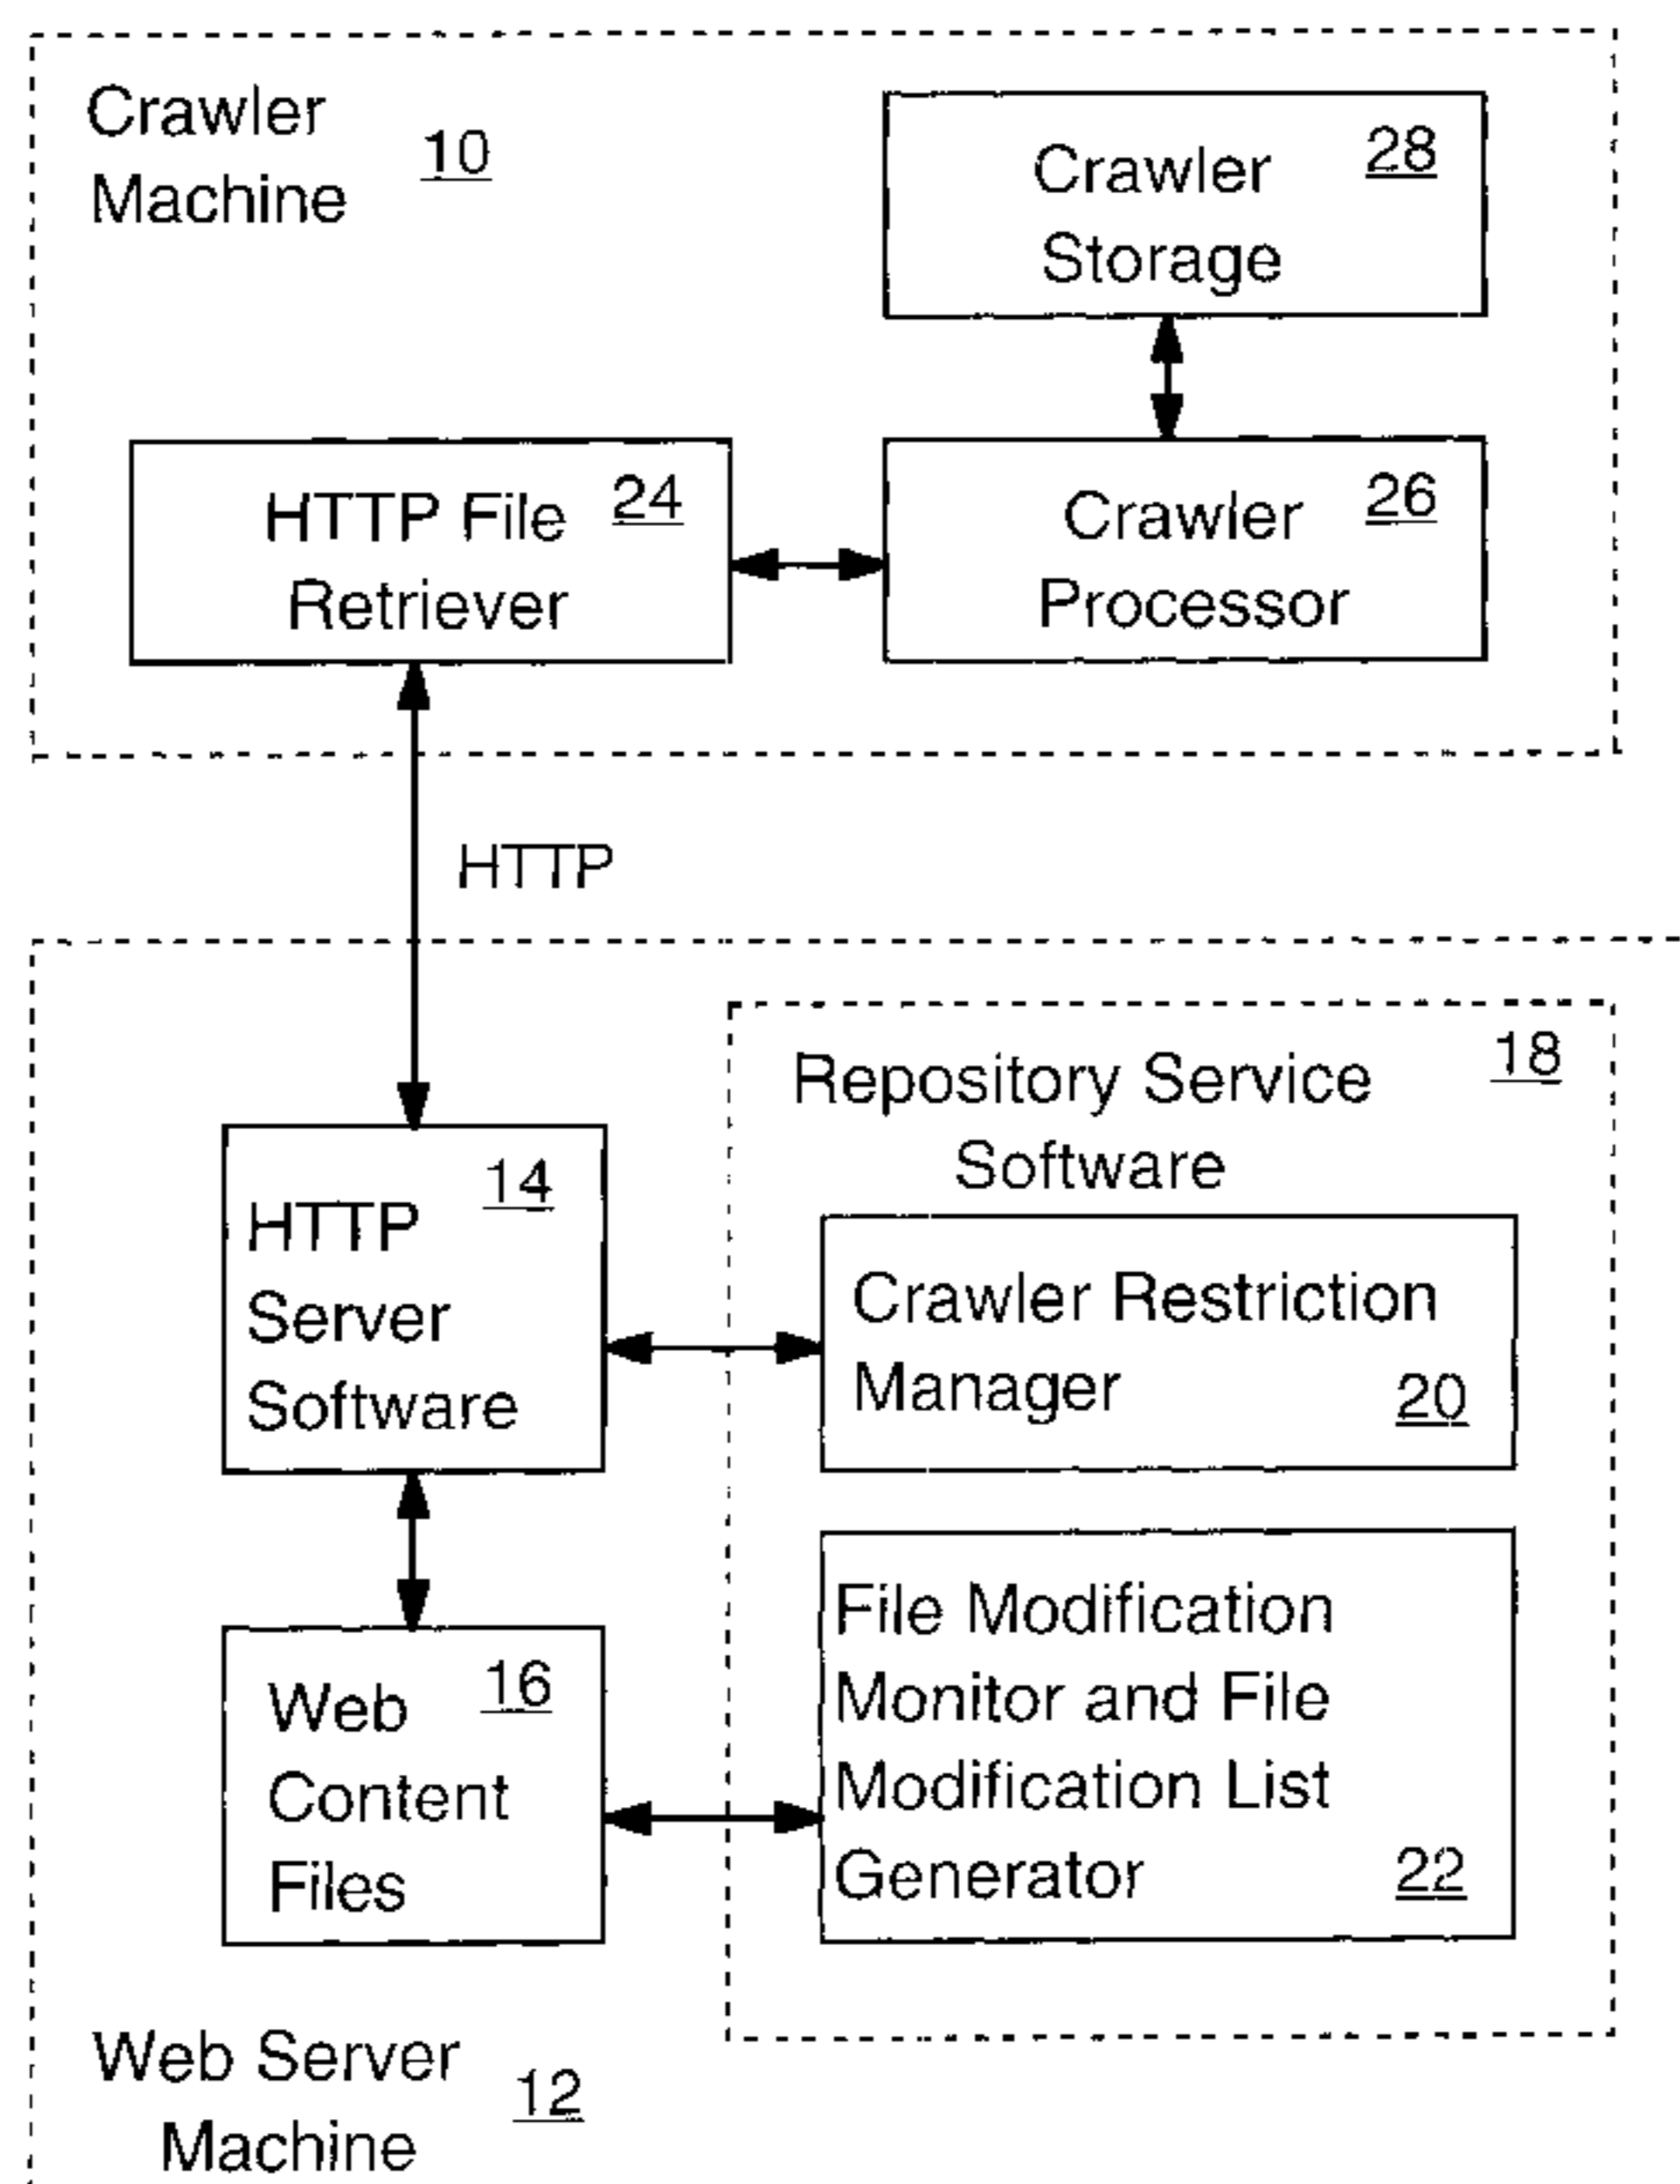 Crawler
Machine
10
Crawler
Storage
28
HTTP File
Retriever
24
Crawler
Processor
26
HTTP
Repository Service
Software
18
HTTP
Server
Software
14
Crawler Restriction
Manager
20
Web
Content
Files
16
File Modification
Monitor and File
Modification List
Generator
22
Web Server
Machine
12